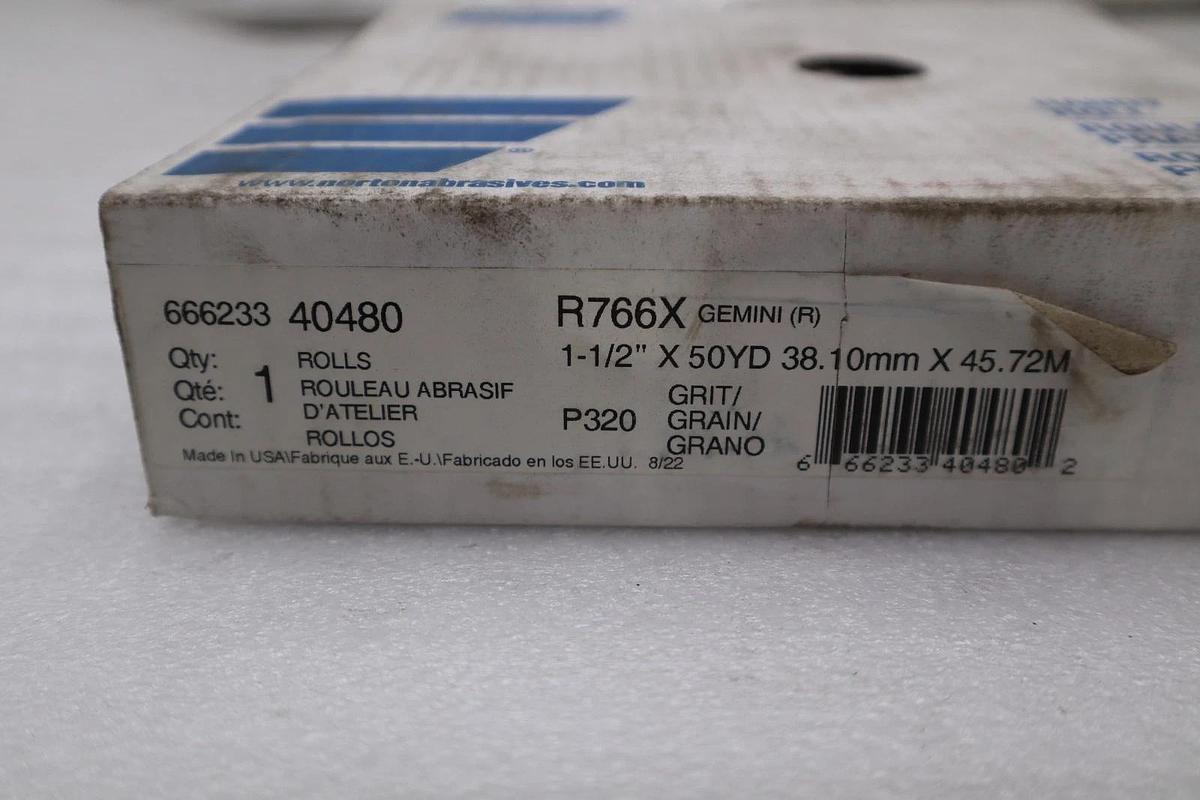 ®
www.nortonabrasives.com
666233 40480
R766X GEMINI (R)
1-1/2" X 50YD 38.10mm X 45.72M
Qty:
Qté:
Cont:
1
ROLLS
ROULEAU ABRASIF
D'ATELIER
ROLLOS
P320
GRIT/
GRAIN/
GRANO
Made In USA\Fabrique aux E.-U.\Fabricado en los EE.UU. 8/22
6 66233 40480 2